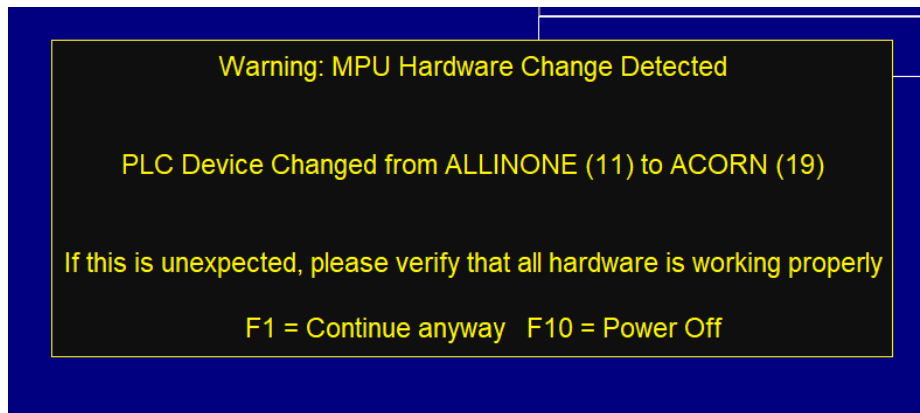 Warning: MPU Hardware Change Detected
PLC Device Changed from ALLINONE (11) to ACORN (19)
If this is unexpected, please verify that all hardware is working properly
F1 = Continue anyway F10 = Power Off